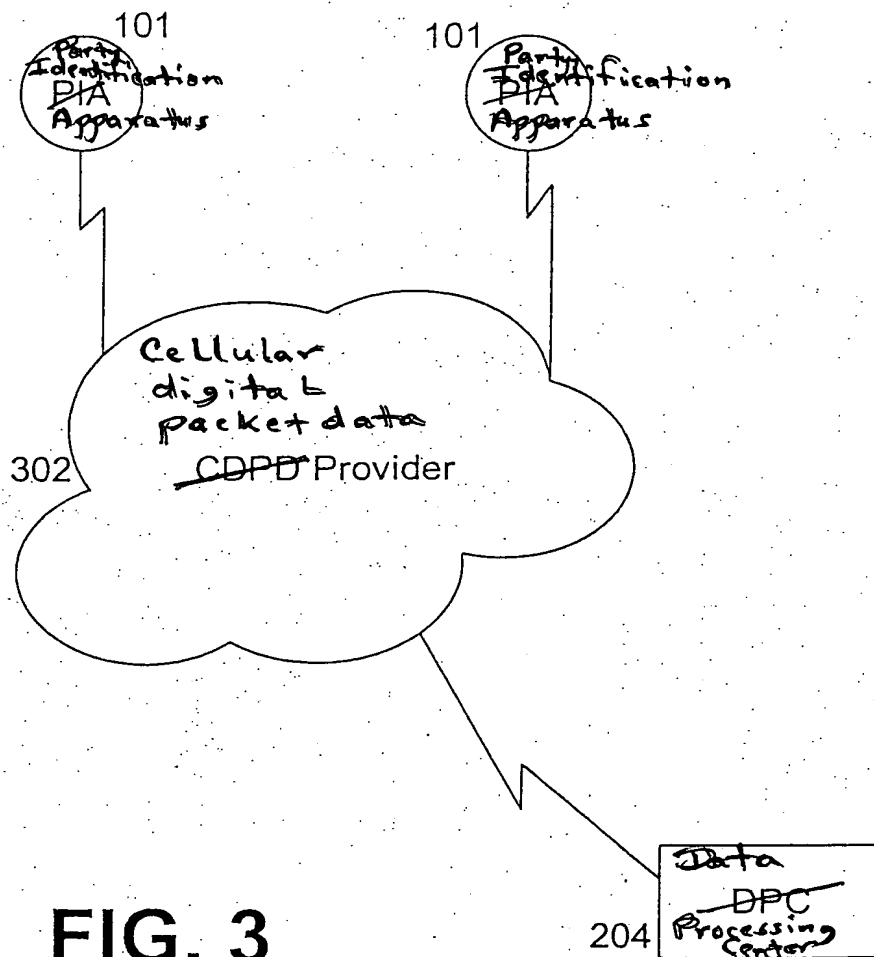 101
Party
Identification
PIA
Apparatus
101
Party
Identification
PIA
Apparatus
Cellular
digital
packet data
302
CDPD Provider
Data
DPC
204
Processing
Center
FIG. 3